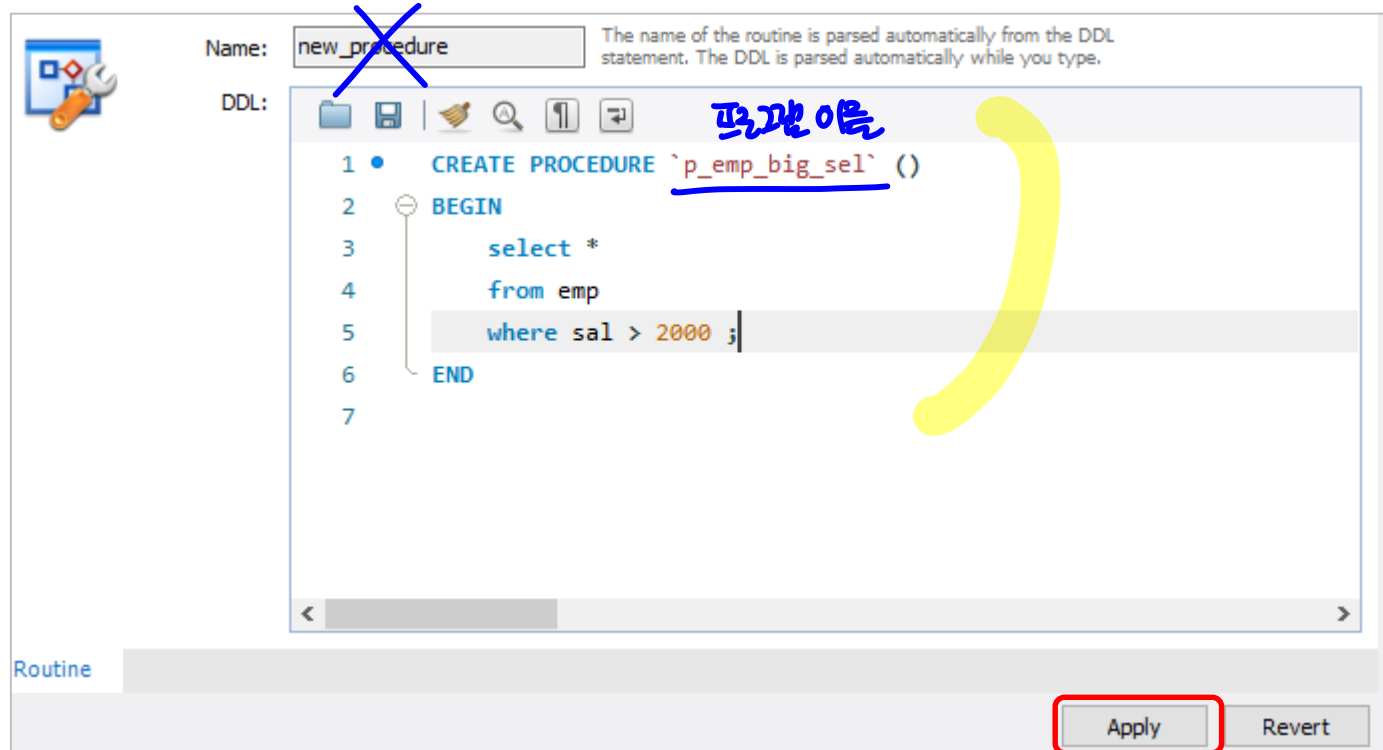 Name:
new_procedure
The name of the routine is parsed automatically from the DDL
statement. The DDL is parsed automatically while you type.
DDL:
프로그램 이름
1 CREATE PROCEDURE `p_emp_big_sel` ()
2 BEGIN
3 select *
4 from emp
5 where sal > 2000 ;
6 END
7
Routine
Apply
Revert